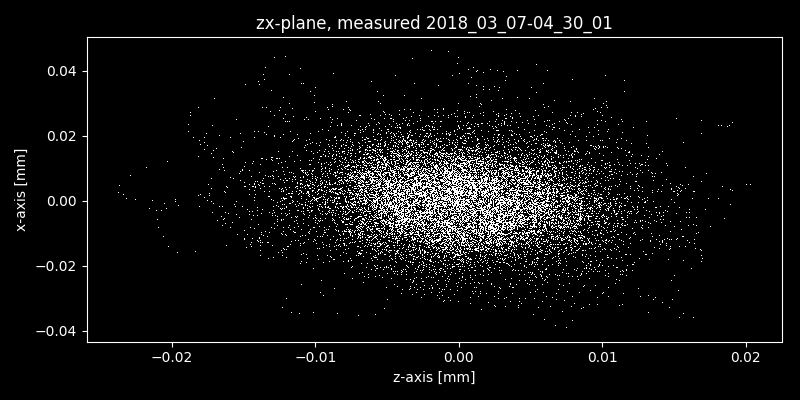 zx-plane, measured 2018_03_07-04_30_01
0.04
0.02
0.00
−0.02
−0.04
x-axis [mm]
−0.02 −0.01 0.00 0.01 0.02
z-axis [mm]